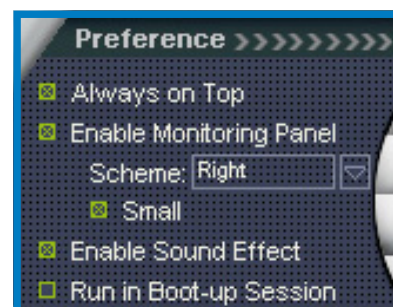 Preference >>>>>>>>>
Always on Top
Enable Monitoring Panel
Scheme: Right
Small
Enable Sound Effect
Run in Boot-up Session